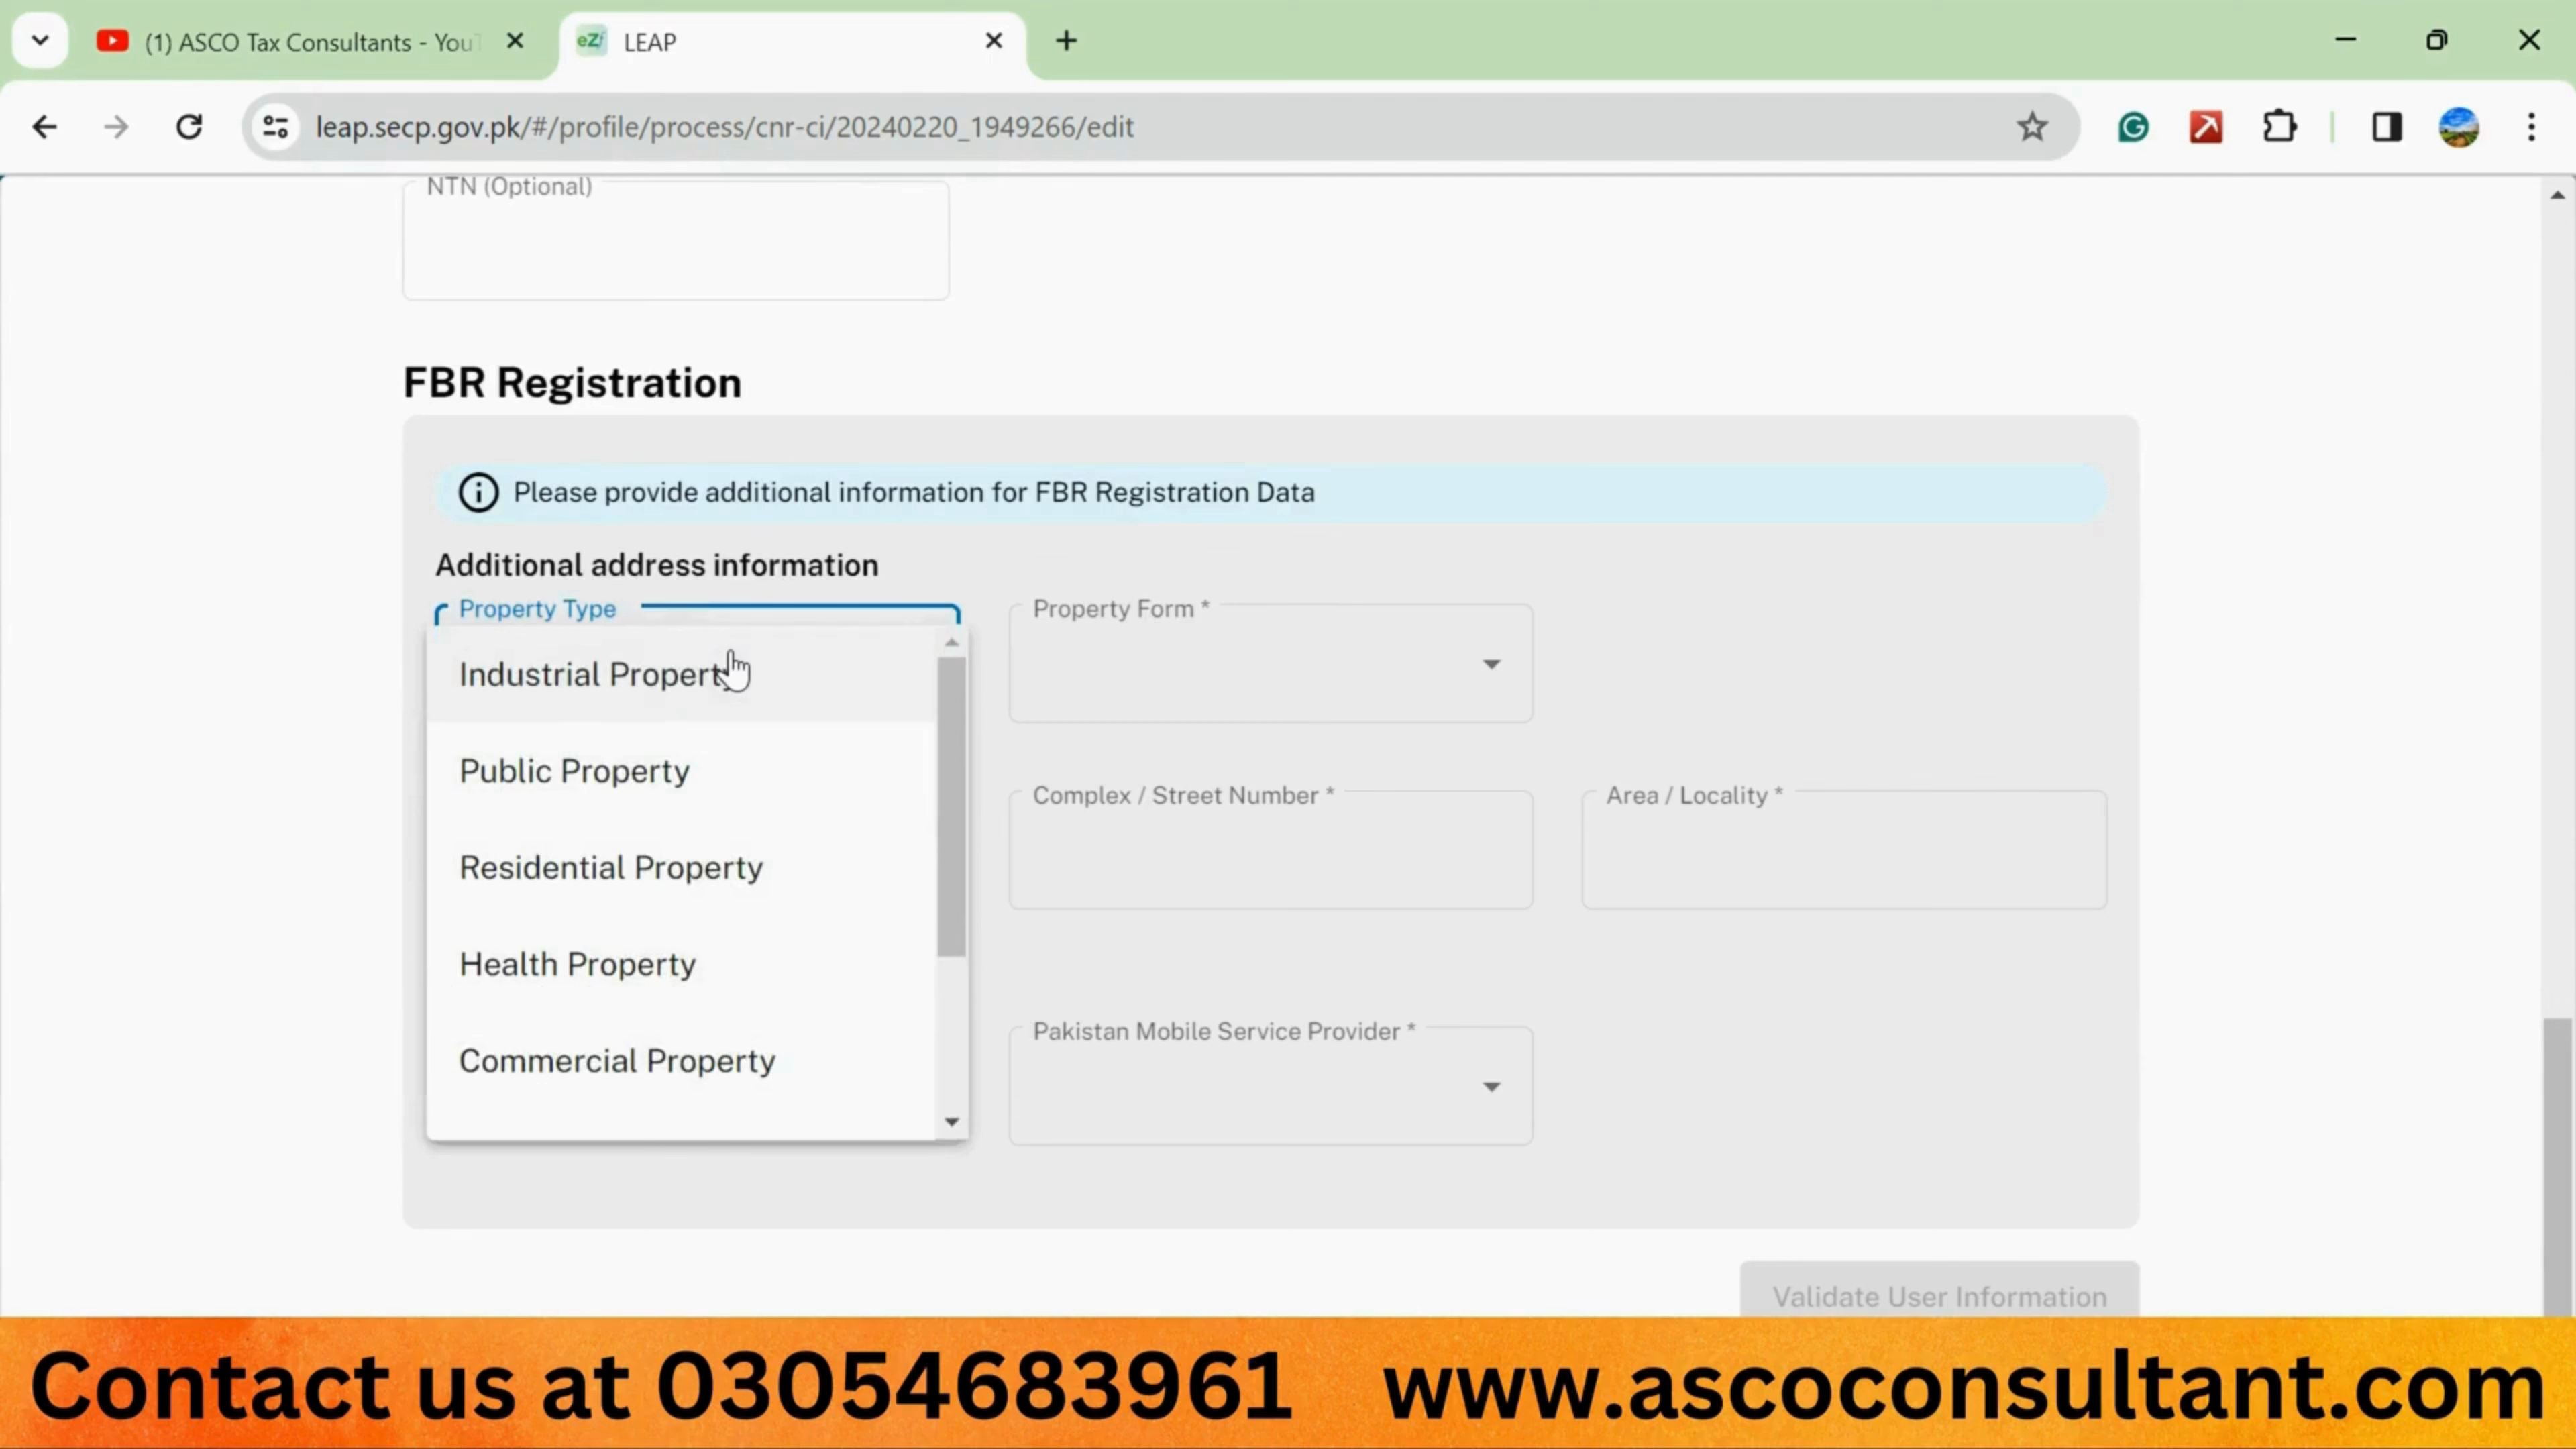 (1) ASCO Tax Consultants - You
LEAP
leap.secp.gov.pk/#/profile/process/cnr-ci/20240220_1949266/edit
NTN (Optional)
FBR Registration
Please provide additional information for FBR Registration Data
Additional address information
Property Type
Property Form *
Industrial Property
Public Property
Complex / Street Number *
Area / Locality *
Residential Property
Health Property
Pakistan Mobile Service Provider *
Commercial Property
Validate User Information
Contact us at 03054683961 www.ascoconsultant.com